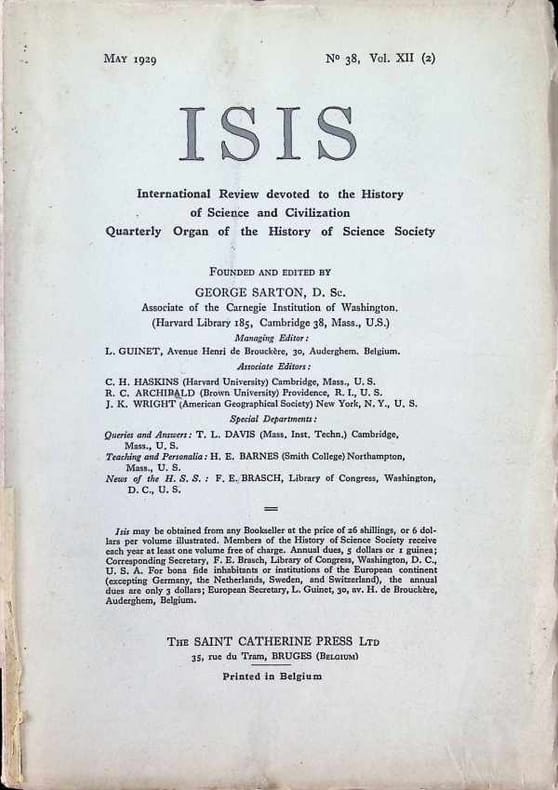 May 1929
Nº 38, Vol. XII (2)
ISIS
International Review devoted to the History
of Science and Civilization
Quarterly Organ of the History of Science Society
Founded and edited by
GEORGE SARTON, D. Sc.
Associate of the Carnegie Institution of Washington.
(Harvard Library 185, Cambridge 38, Mass., U.S.)
Managing Editor :
L. GUINET, Avenue Henri de Brouckère, 30, Auderghem. Belgium.
Associate Editors :
C. H. HASKINS (Harvard University) Cambridge, Mass., U. S.
R. C. ARCHIBALD (Brown University) Providence, R. I., U. S.
J. K. WRIGHT (American Geographical Society) New York, N. Y., U. S.
Special Departments :
Queries and Answers : T. L. DAVIS (Mass. Inst. Techn.) Cambridge,
Mass., U. S.
Teaching and Personalia : H. E. BARNES (Smith College) Northampton,
Mass., U. S.
News of the H. S. S. : F. E. BRASCH, Library of Congress, Washington,
D. C., U. S.
Isis may be obtained from any Bookseller at the price of 26 shillings, or 6 dol-
lars per volume illustrated. Members of the History of Science Society receive
each year at least one volume free of charge. Annual dues, 5 dollars or 1 guinea;
Corresponding Secretary, F. E. Brasch, Library of Congress, Washington, D. C.,
U. S. A. For bona fide inhabitants or institutions of the European continent
(excepting Germany, the Netherlands, Sweden, and Switzerland), the annual
dues are only 3 dollars; European Secretary, L. Guinet, 30, av. H. de Brouckère,
Auderghem, Belgium.
The SAINT CATHERINE PRESS Ltd
35, rue du Tram, BRUGES (Belgium)
Printed in Belgium